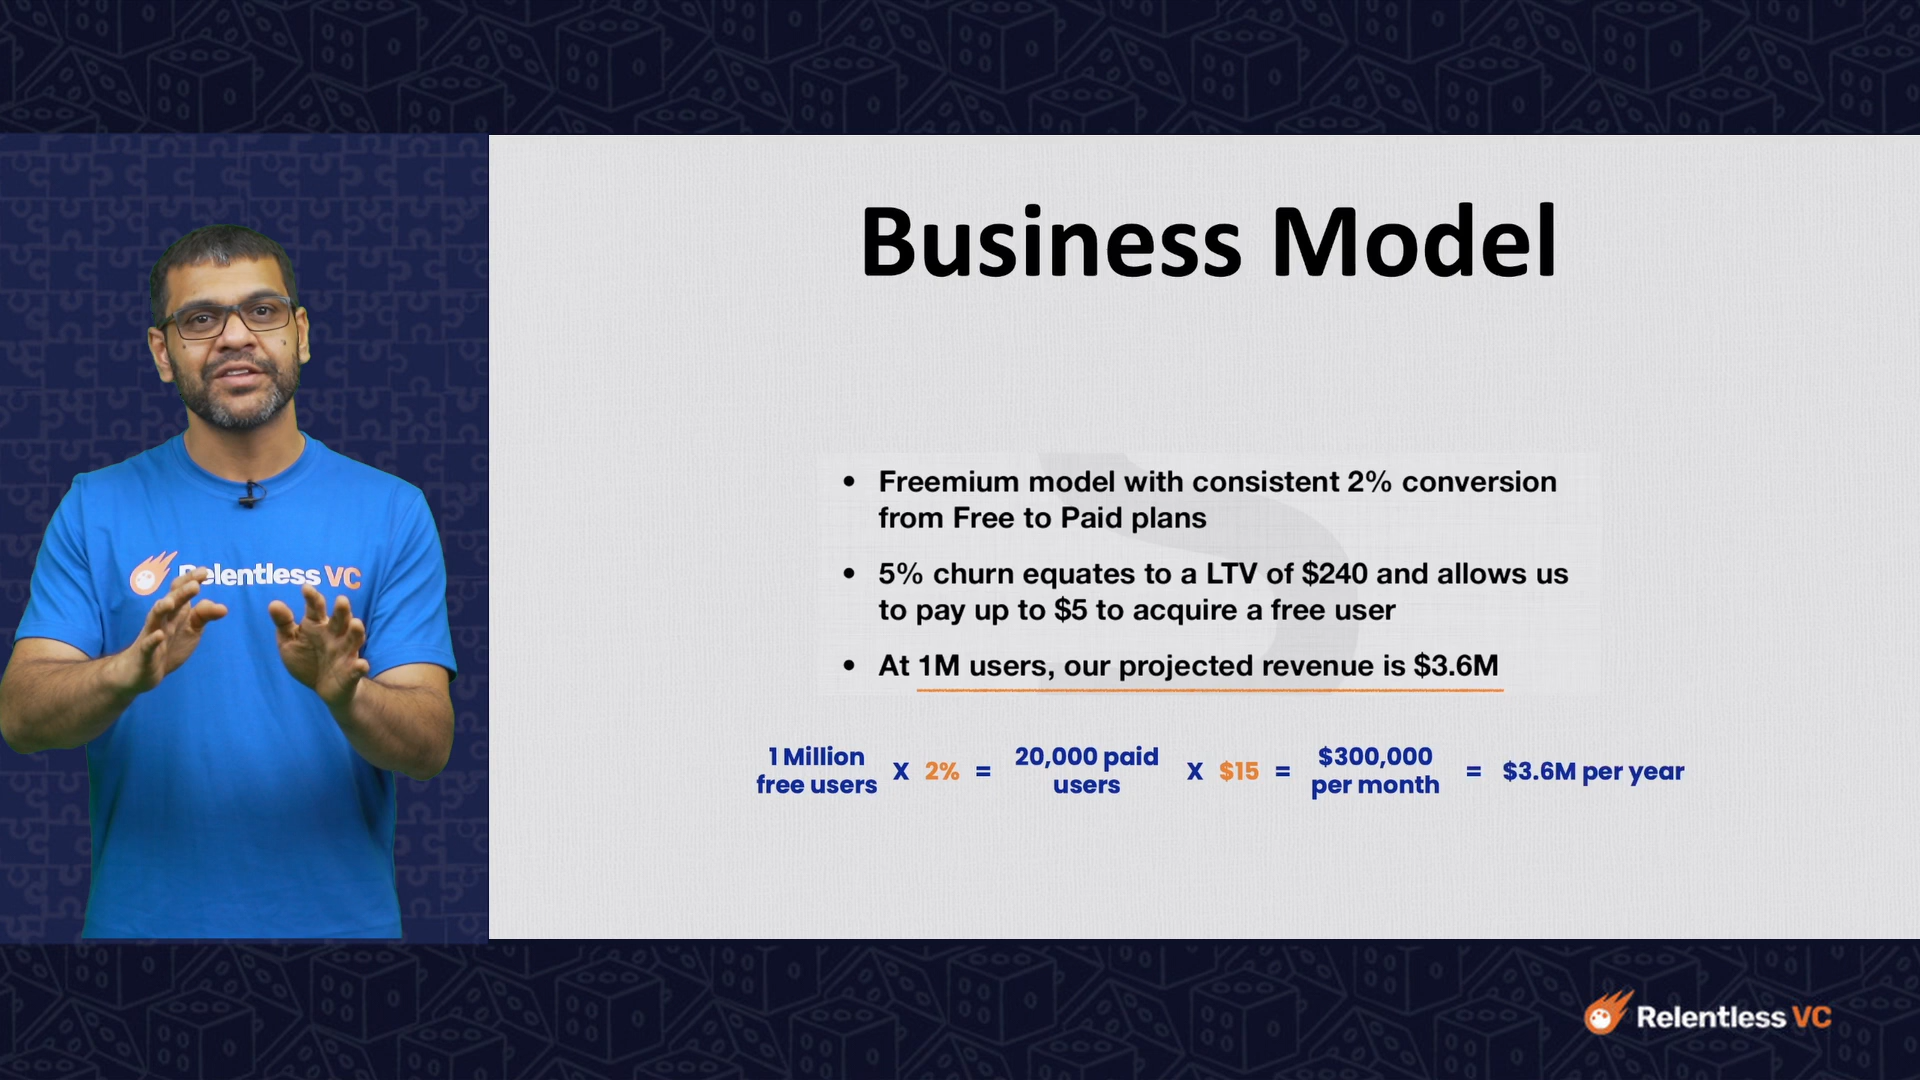 Business Model
• Freemium model with consistent 2% conversion
from Free to Paid plans
• 5% churn equates to a LTV of $240 and allows us
to pay up to $5 to acquire a free user
• At 1M users, our projected revenue is $3.6M
1 Million
free users X 2% = 20,000 paid
users X $15 = $300,000
per month = $3.6M per year
Relentless VC
Relentless VC